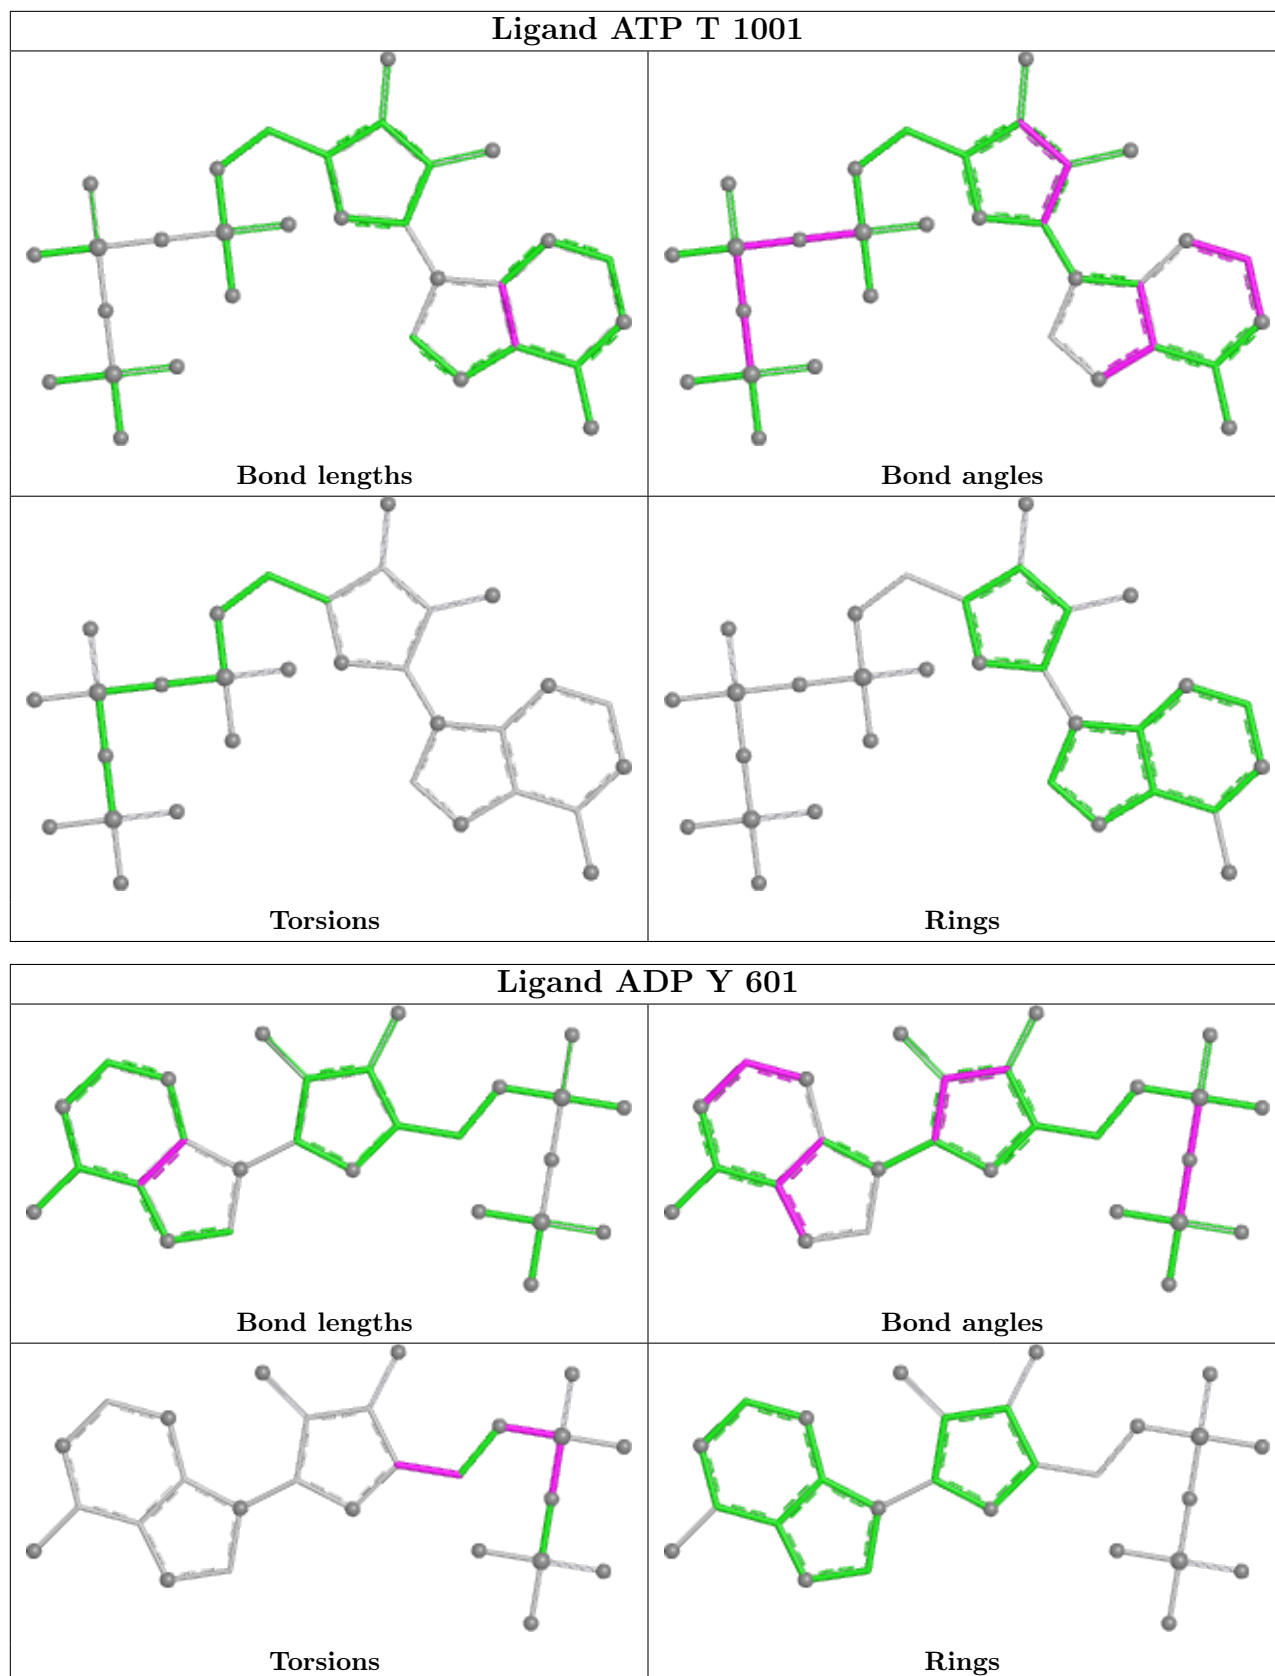 Ligand ATP T 1001
Bond lengths
Bond angles
Torsions
Rings
Ligand ADP Y 601
Bond lengths
Bond angles
Torsions
Rings